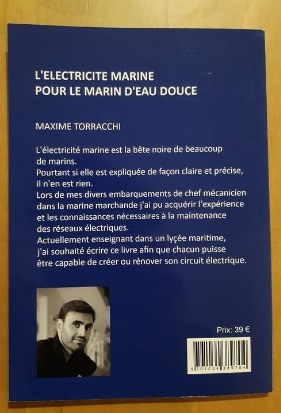 L'ELECTRICITE MARINE
POUR LE MARIN D'EAU DOUCE
MAXIME TORRACCHI
L'électricité marine est la bête noire de beaucoup
de marins.
Pourtant si elle est expliquée de façon claire et précise,
il n'en est rien.
Lors de mes divers embarquements de chef mécanicien
dans la marine marchande j'ai pu acquérir l'expérience
et les connaissances nécessaires à la maintenance
des réseaux électriques.
Actuellement enseignant dans un lycée maritime,
j'ai souhaité écrire ce livre afin que chacun puisse
être capable de créer ou rénover son circuit électrique.
Prix: 39 €